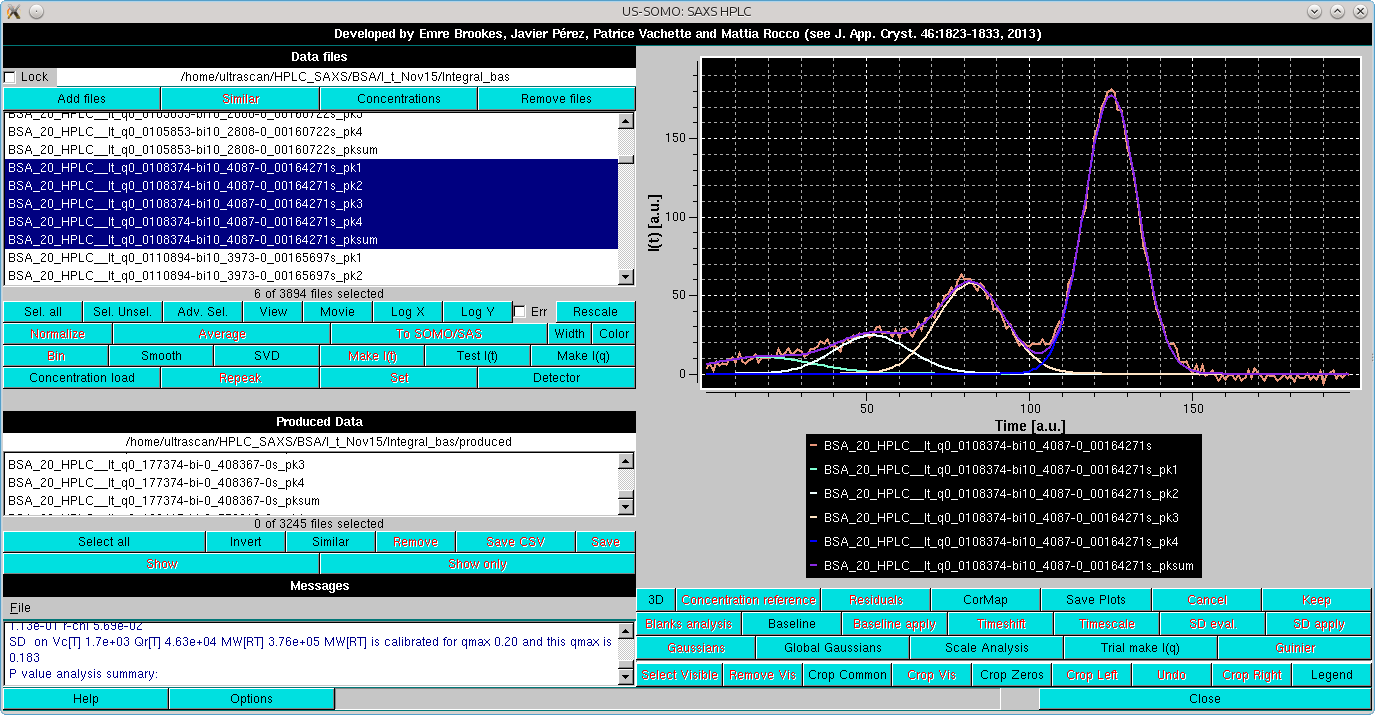 US-SOMO: SAXS HPLC
Developed by Emre Brookes, Javier Pérez, Patrice Vachette and Mattia Rocco (see J. App. Cryst. 46:1823-1833, 2013)
Data files
Lock
/home/ultrascan/HPLC_SAXS/BSA/I_t_Nov15/Integral_bas
Add files
Similar
Concentrations
Remove files
BSA_20_HPLC__It_q0_0105853-bi10_2808-0_00160722s_pk3
BSA_20_HPLC__It_q0_0105853-bi10_2808-0_00160722s_pk4
BSA_20_HPLC__It_q0_0105853-bi10_2808-0_00160722s_pksum
BSA_20_HPLC__It_q0_0108374-bi10_4087-0_00164271s_pk1
BSA_20_HPLC__It_q0_0108374-bi10_4087-0_00164271s_pk2
BSA_20_HPLC__It_q0_0108374-bi10_4087-0_00164271s_pk3
BSA_20_HPLC__It_q0_0108374-bi10_4087-0_00164271s_pk4
BSA_20_HPLC__It_q0_0108374-bi10_4087-0_00164271s_pksum
BSA_20_HPLC__It_q0_0110894-bi10_3973-0_00165697s_pk1
BSA_20_HPLC__It_q0_0110894-bi10_3973-0_00165697s_pk2
6 of 3894 files selected
Sel. all
Sel. Unsel.
Adv. Sel.
View
Movie
Log X
Log Y
Err
Rescale
Normalize
Average
To SOMO/SAS
Width
Color
Bin
Smooth
SVD
Make I(t)
Test I(t)
Make I(q)
Concentration load
Repeak
Set
Detector
Produced Data
/home/ultrascan/HPLC_SAXS/BSA/I_t_Nov15/Integral_bas/produced
BSA_20_HPLC__It_q0_177374-bi-0_408367-0s_pk3
BSA_20_HPLC__It_q0_177374-bi-0_408367-0s_pk4
BSA_20_HPLC__It_q0_177374-bi-0_408367-0s_pksum
0 of 3245 files selected
Select all
Invert
Similar
Remove
Save CSV
Save
Show
Show only
Messages
File
1.13e-01 r-chi 5.69e-02
SD on Vc[T] 1.7e+03 Qr[T] 4.63e+04 MW[RT] 3.76e+05 MW[RT] is calibrated for qmax 0.20 and this qmax is
0.183
P value analysis summary:
Help
Options
I(t) [a.u.]
150
100
50
0
50
100
150
Time [a.u.]
BSA_20_HPLC__It_q0_0108374-bi10_4087-0_00164271s
BSA_20_HPLC__It_q0_0108374-bi10_4087-0_00164271s_pk1
BSA_20_HPLC__It_q0_0108374-bi10_4087-0_00164271s_pk2
BSA_20_HPLC__It_q0_0108374-bi10_4087-0_00164271s_pk3
BSA_20_HPLC__It_q0_0108374-bi10_4087-0_00164271s_pk4
BSA_20_HPLC__It_q0_0108374-bi10_4087-0_00164271s_pksum
3D
Concentration reference
Residuals
CorMap
Save Plots
Cancel
Keep
Blanks analysis
Baseline
Baseline apply
Timeshift
Timescale
SD eval.
SD apply
Gaussians
Global Gaussians
Scale Analysis
Trial make I(q)
Guinier
Select Visible
Remove Vis
Crop Common
Crop Vis
Crop Zeros
Crop Left
Undo
Crop Right
Legend
Close